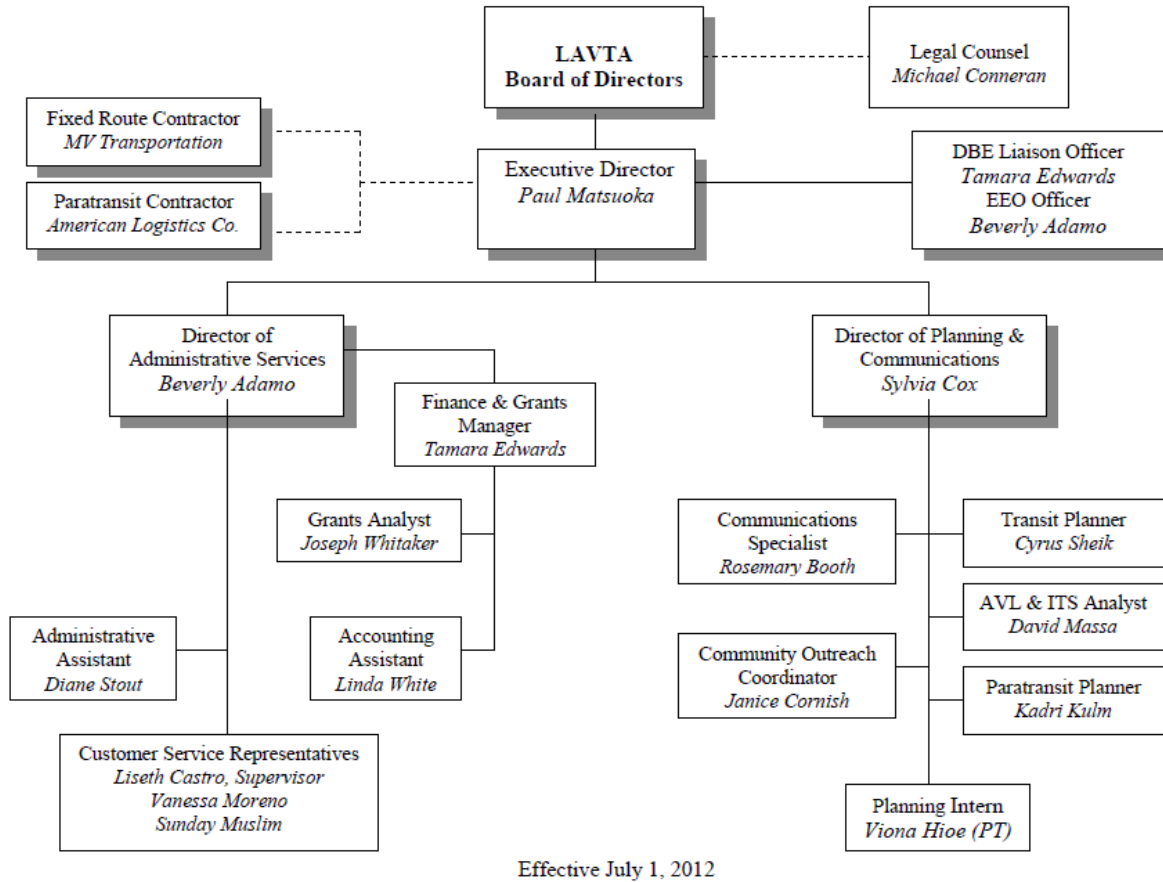 LAVTA
Board of Directors
Legal Counsel
Michael Conneran
Fixed Route Contractor
MV Transportation
Paratransit Contractor
American Logistics Co.
Executive Director
Paul Matsuoka
DBE Liaison Officer
Tamara Edwards
EEO Officer
Beverly Adamo
Director of
Administrative Services
Beverly Adamo
Finance & Grants
Manager
Tamara Edwards
Grants Analyst
Joseph Whitaker
Administrative
Assistant
Diane Stout
Accounting
Assistant
Linda White
Customer Service Representatives
Liseth Castro, Supervisor
Vanessa Moreno
Sunday Muslim
Director of Planning &
Communications
Sylvia Cox
Communications
Specialist
Rosemary Booth
Transit Planner
Cyrus Sheik
AVL & ITS Analyst
David Massa
Community Outreach
Coordinator
Janice Cornish
Paratransit Planner
Kadri Kulm
Planning Intern
Viona Hioe (PT)
Effective July 1, 2012